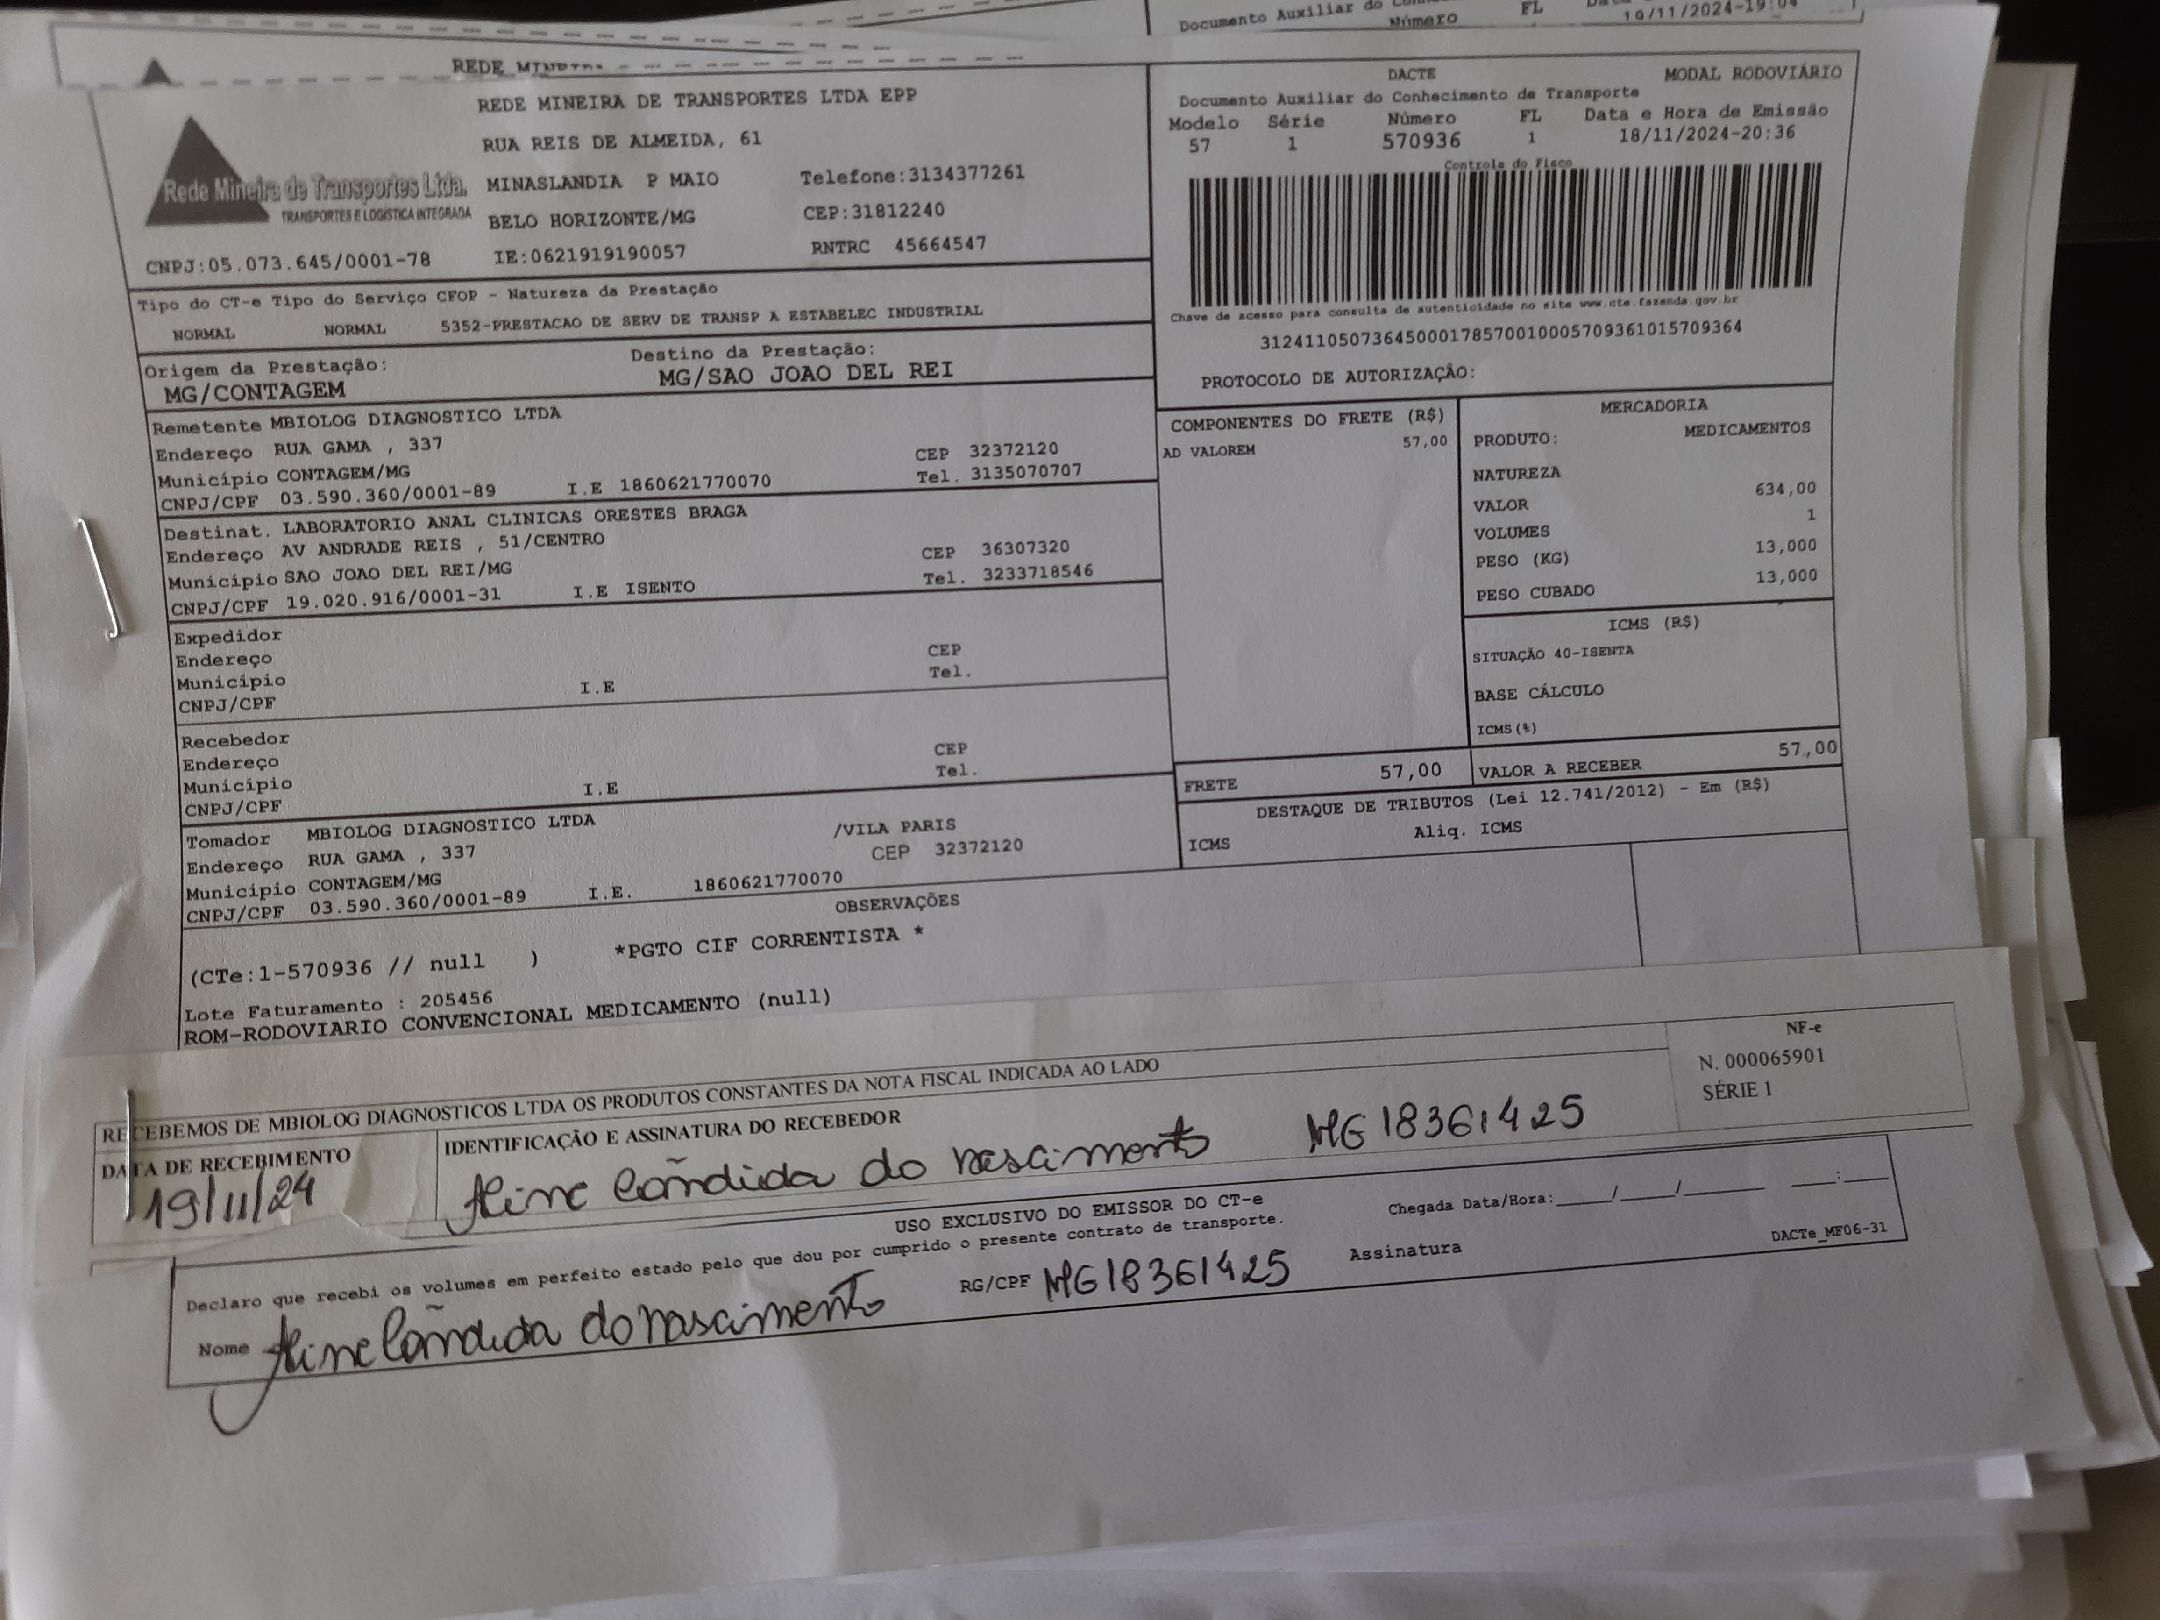 Documento Auxiliar do
Número FL
16/11/2024-19:04
REDE
DACTE MODAL RODOVIÁRIO
REDE MINEIRA DE TRANSPORTES LTDA EPP
RUA REIS DE ALMEIDA, 61
MINASLANDIA P MAIO Telefone:3134377261
BELO HORIZONTE/MG CEP:31812240
CNPJ:05.073.645/0001-78 IE:0621919190057 RNTRC 45664547
Rede Mineira de Transportes Ltda.
TRANSPORTES E LOGÍSTICA INTEGRADA
Documento Auxiliar do Conhecimento de Transporte
Modelo Série Número FL Data e Hora de Emissão
57 1 570936 1 18/11/2024-20:36
Controle do Fisco
Chave de acesso para consulta de autenticidade no site www.cte.fazenda.gov.br
31241105073645000178570010005709361015709364
PROTOCOLO DE AUTORIZAÇÃO:
Tipo do CT-e Tipo do Serviço CFOP - Natureza da Prestação
NORMAL NORMAL 5352-PRESTACAO DE SERV DE TRANSP A ESTABELEC INDUSTRIAL
Origem da Prestação: Destino da Prestação:
MG/CONTAGEM MG/SAO JOAO DEL REI
Remetente MBIOLOG DIAGNOSTICO LTDA
Endereço RUA GAMA , 337 CEP 32372120
Município CONTAGEM/MG Tel. 3135070707
CNPJ/CPF 03.590.360/0001-89 I.E 1860621770070
Destinat. LABORATORIO ANAL CLINICAS ORESTES BRAGA
Endereço AV ANDRADE REIS , 51/CENTRO CEP 36307320
Município SAO JOAO DEL REI/MG Tel. 3233718546
CNPJ/CPF 19.020.916/0001-31 I.E ISENTO
Expedidor
Endereço CEP
Município Tel.
CNPJ/CPF I.E
Recebedor
Endereço CEP
Município Tel.
CNPJ/CPF I.E
Tomador MBIOLOG DIAGNOSTICO LTDA /VILA PARIS
Endereço RUA GAMA , 337 CEP 32372120
Município CONTAGEM/MG
CNPJ/CPF 03.590.360/0001-89 I.E. 1860621770070
COMPONENTES DO FRETE (R$)
AD VALOREM 57,00
MERCADORIA
PRODUTO: MEDICAMENTOS
NATUREZA
VALOR 634,00
VOLUMES 1
PESO (KG) 13,000
PESO CUBADO 13,000
ICMS (R$)
SITUAÇÃO 40-ISENTA
BASE CÁLCULO
ICMS(%)
FRETE 57,00 VALOR A RECEBER 57,00
DESTAQUE DE TRIBUTOS (Lei 12.741/2012) - Em (R$)
ICMS Aliq. ICMS
OBSERVAÇÕES
(CTe:1-570936 // null ) *PGTO CIF CORRENTISTA *
Lote Faturamento : 205456
ROM-RODOVIARIO CONVENCIONAL MEDICAMENTO (null)
RECEBEMOS DE MBIOLOG DIAGNOSTICOS LTDA OS PRODUTOS CONSTANTES DA NOTA FISCAL INDICADA AO LADO
NF-e
N. 000065901
SÉRIE 1
DATA DE RECEBIMENTO IDENTIFICAÇÃO E ASSINATURA DO RECEBEDOR
19/11/24 Aline Cãndida do nascimento MG18361425
USO EXCLUSIVO DO EMISSOR DO CT-e
Declaro que recebi os volumes em perfeito estado pelo que dou por cumprido o presente contrato de transporte.
Chegada Data/Hora:____/____/______ ___:___
Nome Aline Cãndida do nascimento RG/CPF MG18361425 Assinatura
DACTe_MF06-31